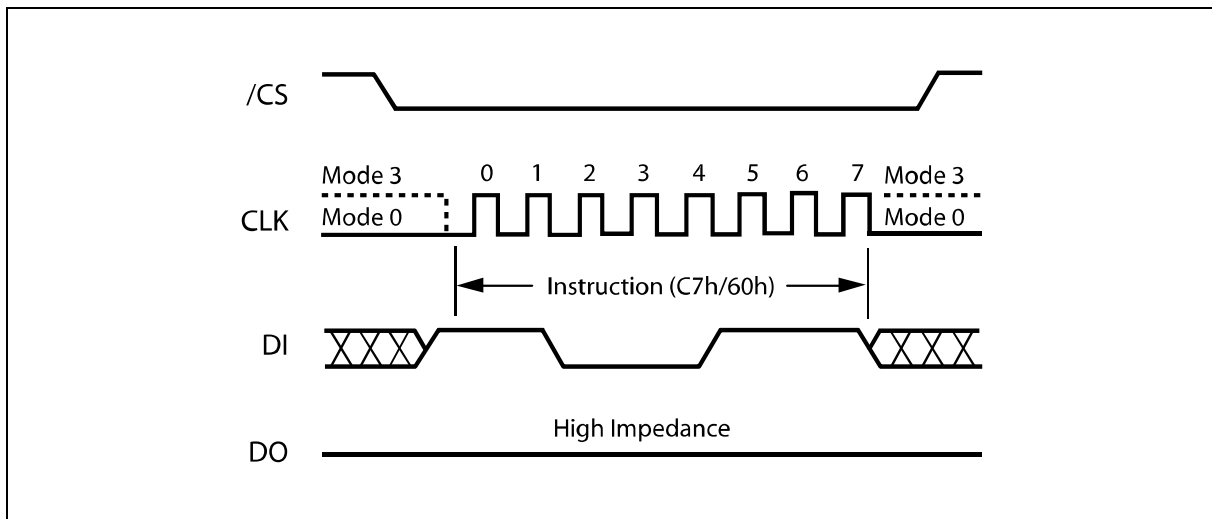 /CS
Mode 3 0 1 2 3 4 5 6 7 Mode 3
CLK Mode 0 Mode 0
Instruction (C7h/60h)
DI
High Impedance
DO